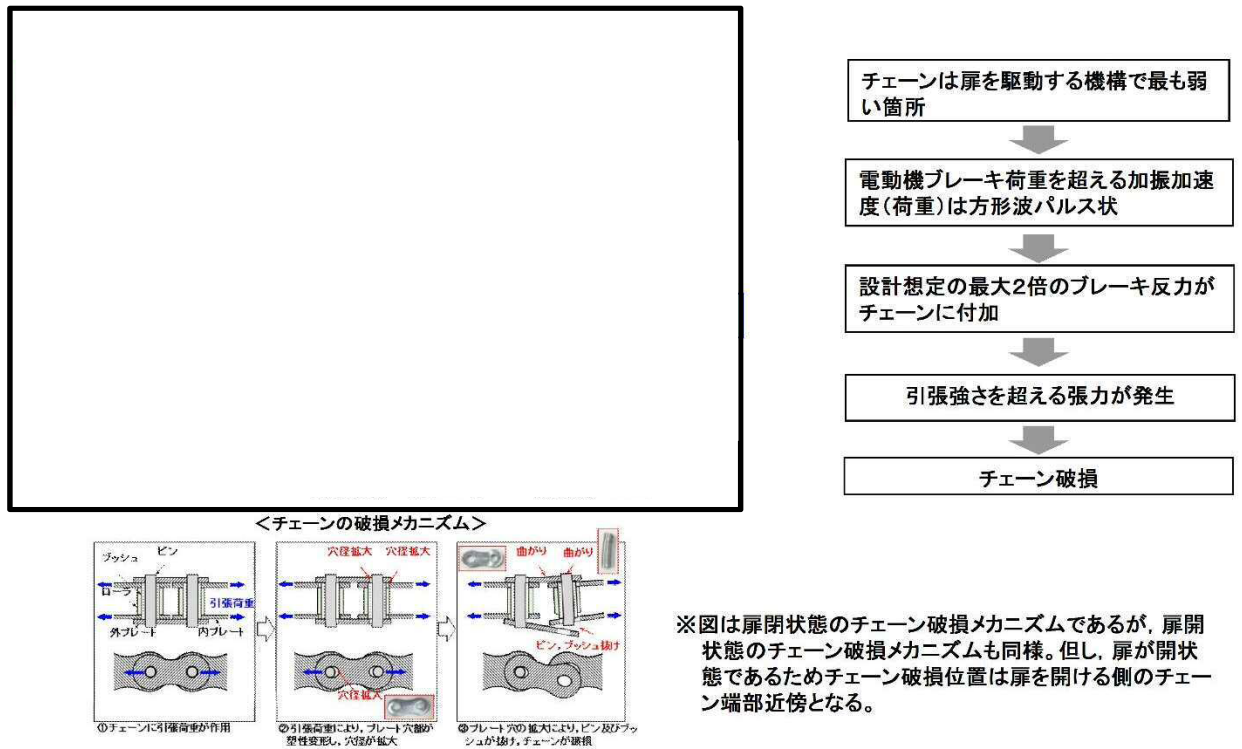 チェーンは扉を駆動する機構で最も弱
い箇所
電動機ブレーキ荷重を超える加振加速
度(荷重)は方形波パルス状
設計想定の最大2倍のブレーキ反力が
チェーンに付加
引張強さを超える張力が発生
チェーン破損
<チェーンの破損メカニズム>
ブッシュ
ピン
ローラ
引張荷重
外プレート
内プレート
①チェーンに引張荷重が作用
穴径拡大
穴径拡大
穴径拡大
②引張荷重により,プレート穴部が
塑性変形し,穴径が拡大
曲がり
曲がり
ピン,ブッシュ抜け
③プレート穴の拡大により,ピン及びブッ
シュが抜け,チェーンが破損
※図は扉閉状態のチェーン破損メカニズムであるが,扉開
状態のチェーン破損メカニズムも同様。但し,扉が開状
態であるためチェーン破損位置は扉を開ける側のチェー
ン端部近傍となる。